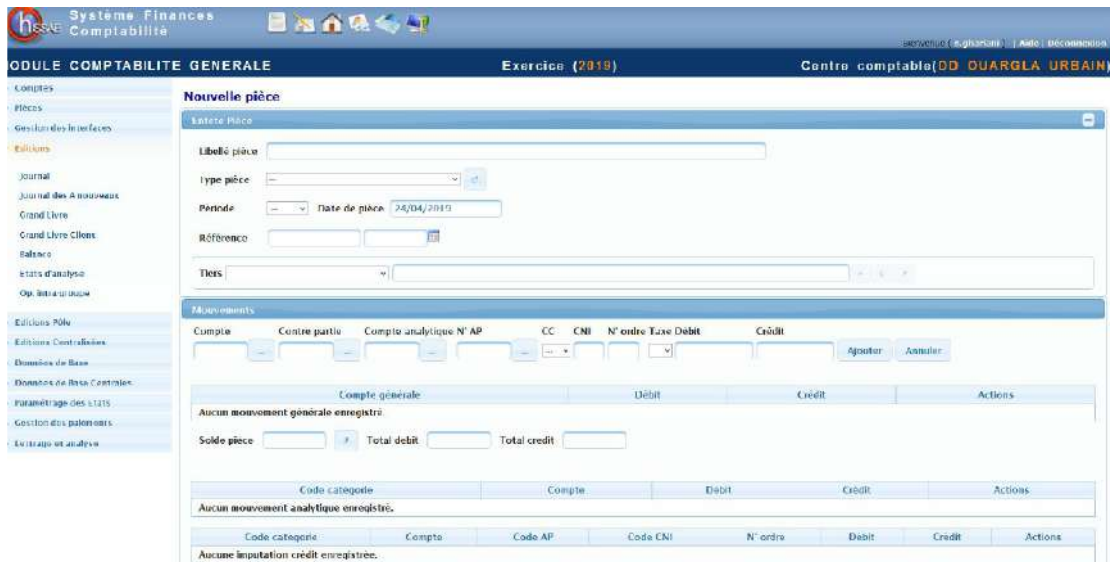 Système Finances
Comptabilité
Bienvenue ( s.ghariani ) | Aide | Déconnexion
ODULE COMPTABILITE GENERALE Exercice (2019) Centre comptable(DD OUARGLA URBAIN)
Comptes
Pièces
Gestion des interfaces
Editions
Journal
Journal des A nouveaux
Grand Livre
Grand Livre Client
Balance
Etats d'analyse
Op. intra-groupe
Editions Pôle
Editions Centralisées
Données de Base
Données de Base Centrales
Paramétrage des Etats
Gestion des paiements
Lettrage et analyse
Nouvelle pièce
Entete Pièce
Libellé pièce
Type pièce --
Période -- Date de pièce 24/04/2019
Référence
Tiers
Mouvements
Compte Contre partie Compte analytique N° AP CC CNI N° ordre Taxe Débit Crédit
... ... ... ... -- Ajouter Annuler
Compte générale Débit Crédit Actions
Aucun mouvement générale enregistré
Solde pièce Total debit Total credit
Code categorie Compte Débit Crédit Actions
Aucun mouvement analytique enregistré.
Code categorie Compte Code AP Code CNI N° ordre Debit Credit Actions
Aucune imputation crédit enregistrée.